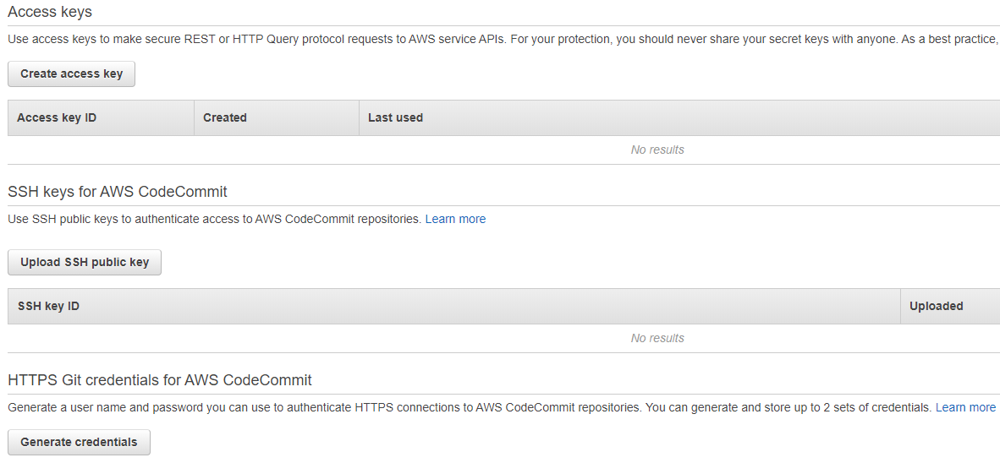 Access keys
Use access keys to make secure REST or HTTP Query protocol requests to AWS service APIs. For your protection, you should never share your secret keys with anyone. As a best practice,
Create access key
Access key ID Created Last used
No results
SSH keys for AWS CodeCommit
Use SSH public keys to authenticate access to AWS CodeCommit repositories. Learn more
Upload SSH public key
SSH key ID Uploaded
No results
HTTPS Git credentials for AWS CodeCommit
Generate a user name and password you can use to authenticate HTTPS connections to AWS CodeCommit repositories. You can generate and store up to 2 sets of credentials. Learn more
Generate credentials